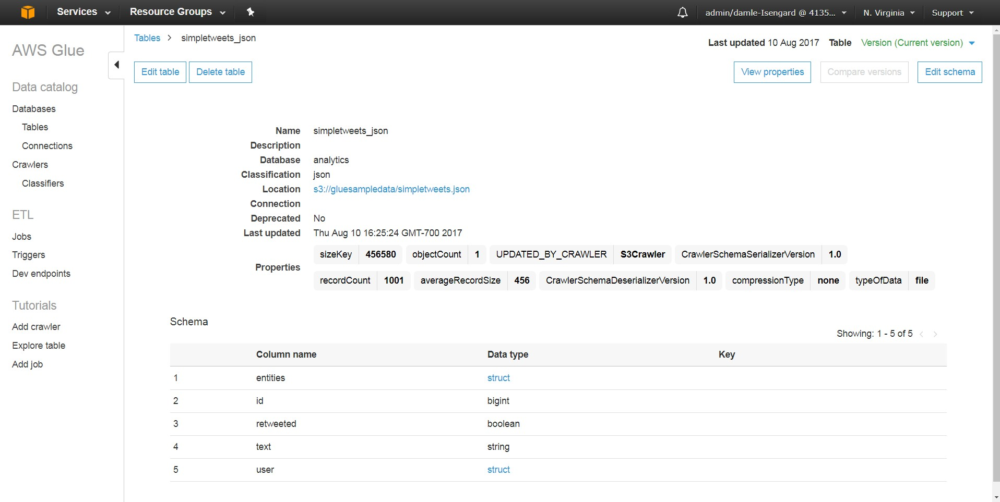 Services Resource Groups admin/damle-Isengard @ 4135... N. Virginia Support
AWS Glue
Data catalog
Databases
Tables
Connections
Crawlers
Classifiers
ETL
Jobs
Triggers
Dev endpoints
Tutorials
Add crawler
Explore table
Add job
Tables > simpletweets_json
Last updated 10 Aug 2017 Table Version (Current version)
Edit table Delete table View properties Compare versions Edit schema
Name simpletweets_json
Description
Database analytics
Classification json
Location s3://gluesampledata/simpletweets.json
Connection
Deprecated No
Last updated Thu Aug 10 16:25:24 GMT-700 2017
Properties
sizeKey 456580 objectCount 1 UPDATED_BY_CRAWLER S3Crawler CrawlerSchemaSerializerVersion 1.0
recordCount 1001 averageRecordSize 456 CrawlerSchemaDeserializerVersion 1.0 compressionType none typeOfData file
Schema
Showing: 1 - 5 of 5 < >
Column name Data type Key
1 entities struct
2 id bigint
3 retweeted boolean
4 text string
5 user struct